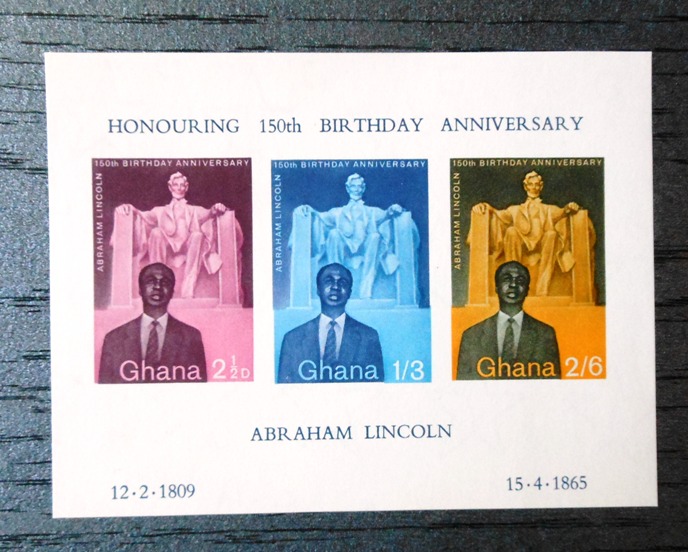 HONOURING 150th BIRTHDAY ANNIVERSARY
150th BIRTHDAY ANNIVERSARY
ABRAHAM LINCOLN
Ghana 2½D
150th BIRTHDAY ANNIVERSARY
ABRAHAM LINCOLN
Ghana 1/3
150th BIRTHDAY ANNIVERSARY
ABRAHAM LINCOLN
Ghana 2/6
ABRAHAM LINCOLN
12·2·1809
15·4·1865